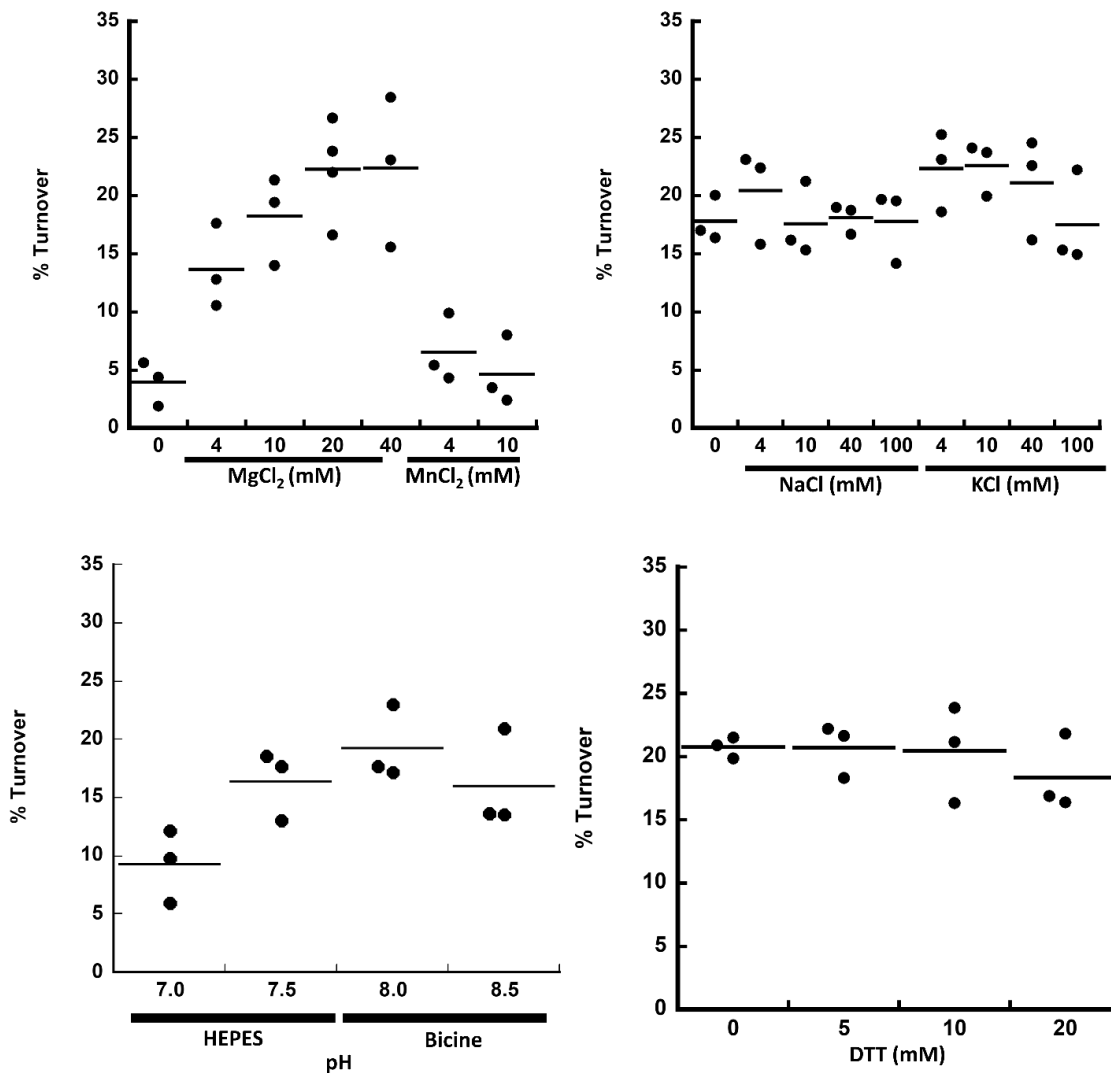 35
30
25
20
15
10
5
0
% Turnover
0 4 10 20 40 4 10
MgCl₂ (mM) MnCl₂ (mM)
35
30
25
20
15
10
5
0
% Turnover
0 4 10 40 100 4 10 40 100
NaCl (mM) KCl (mM)
35
30
25
20
15
10
5
0
% Turnover
7.0 7.5 8.0 8.5
HEPES Bicine
pH
35
30
25
20
15
10
5
0
% Turnover
0 5 10 20
DTT (mM)